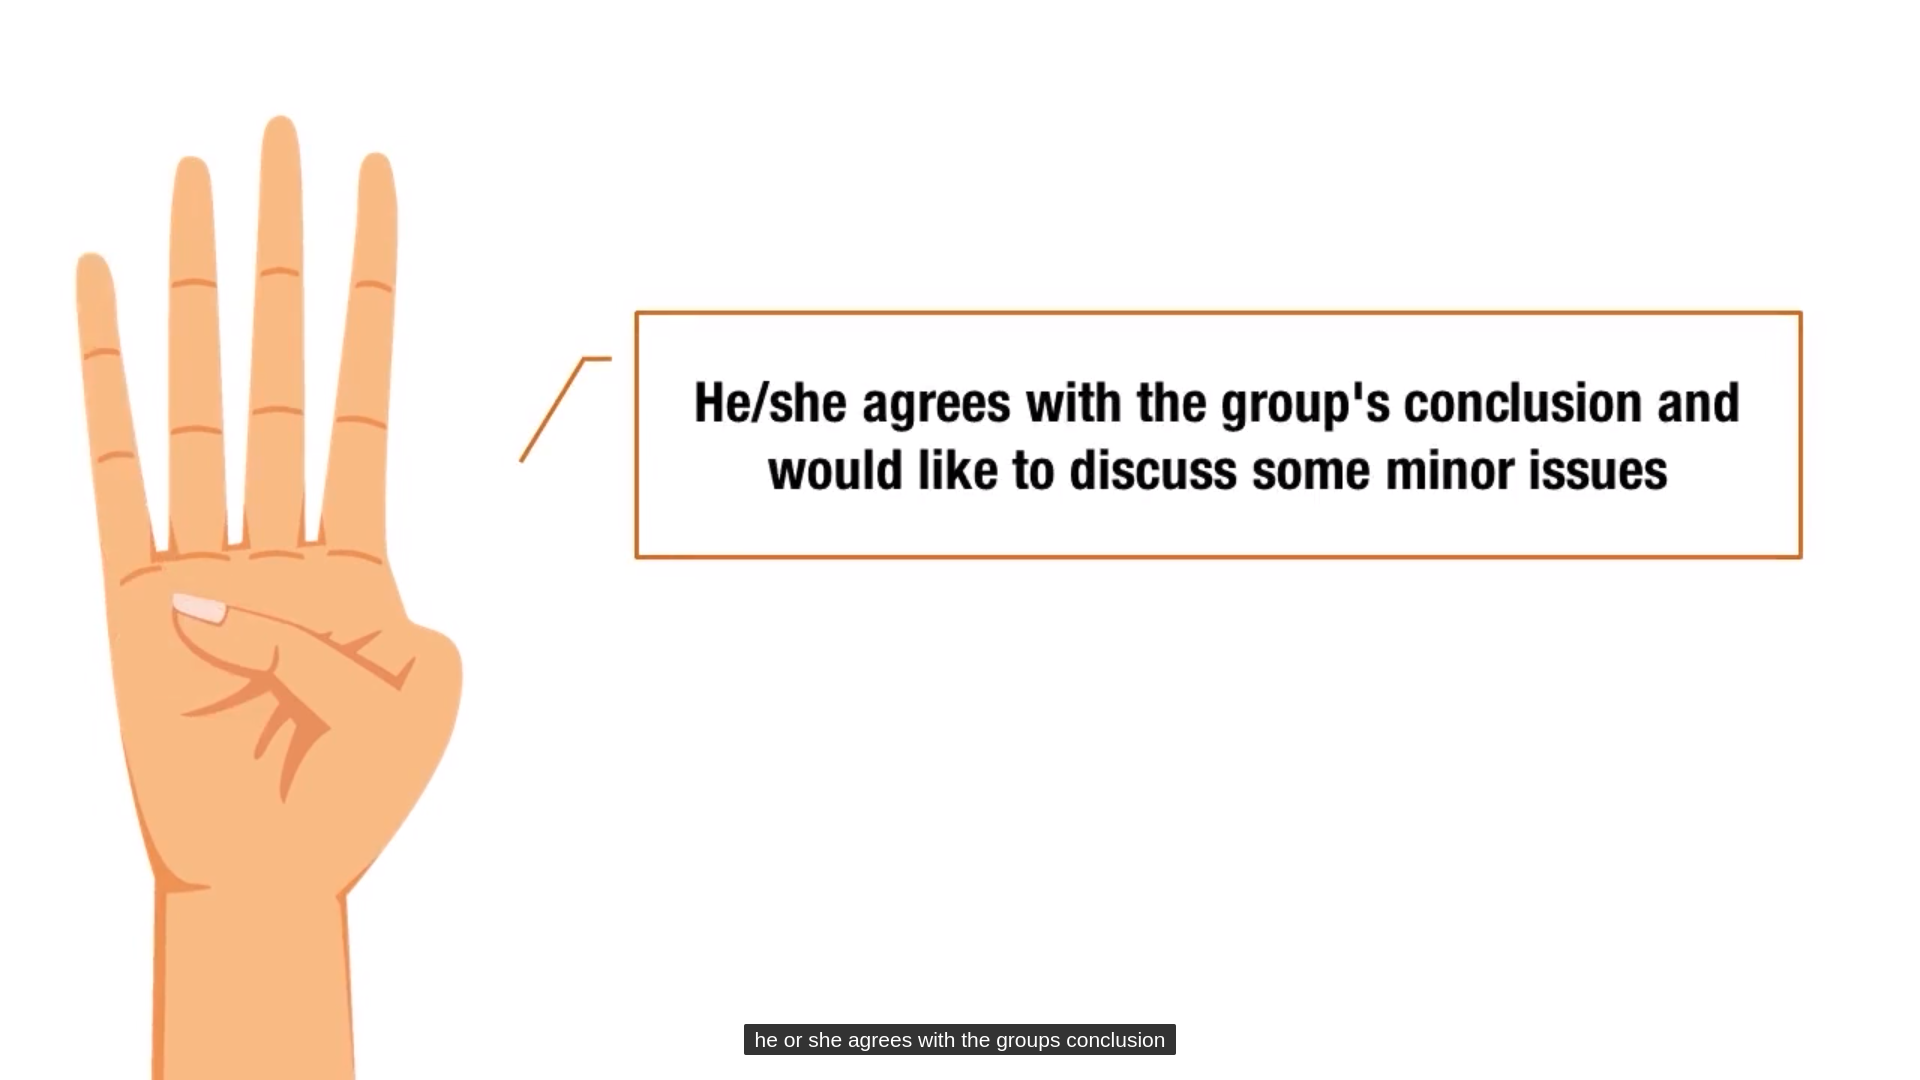 He/she agrees with the group's conclusion and
would like to discuss some minor issues
he or she agrees with the groups conclusion